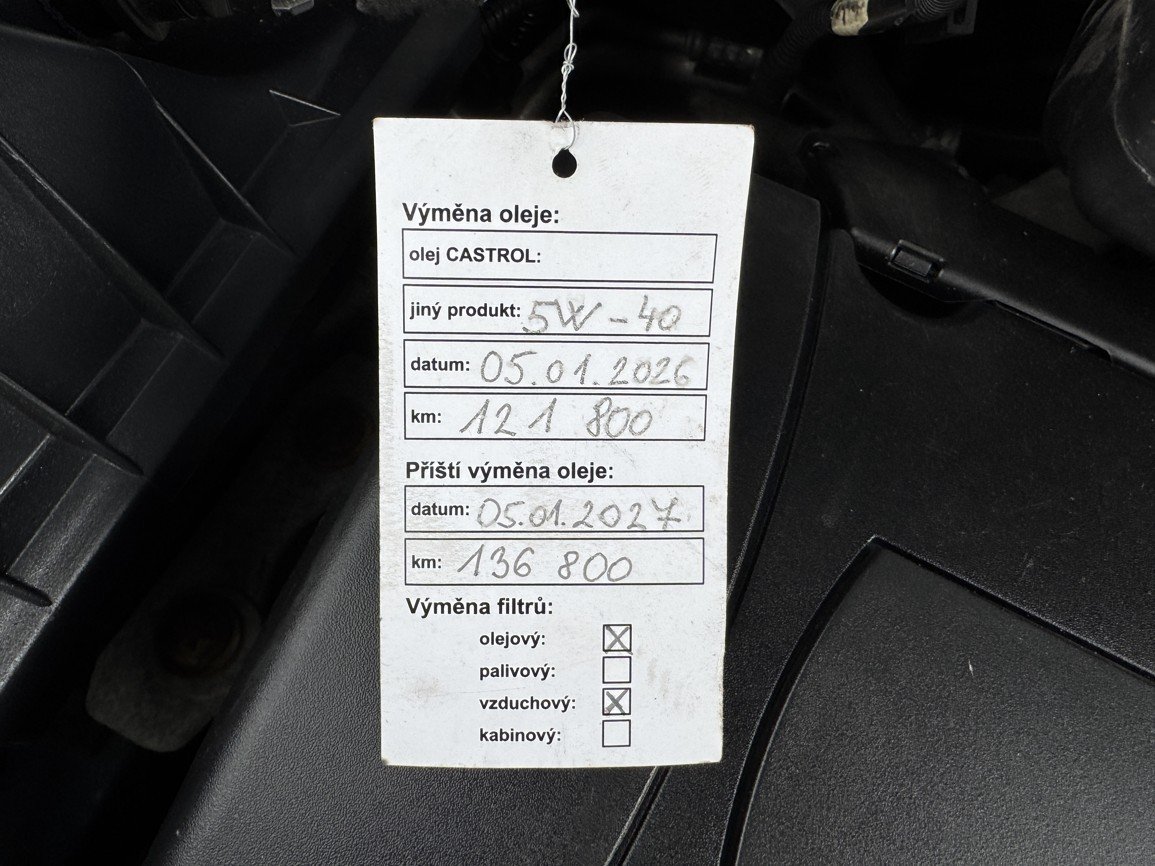 Výměna oleje:
olej CASTROL:
jiný produkt: 5W-40
datum: 05.01.2026
km: 121 800
Příští výměna oleje:
datum: 05.01.2027
km: 136 800
Výměna filtrů:
olejový: X
palivový:
vzduchový: X
kabinový: